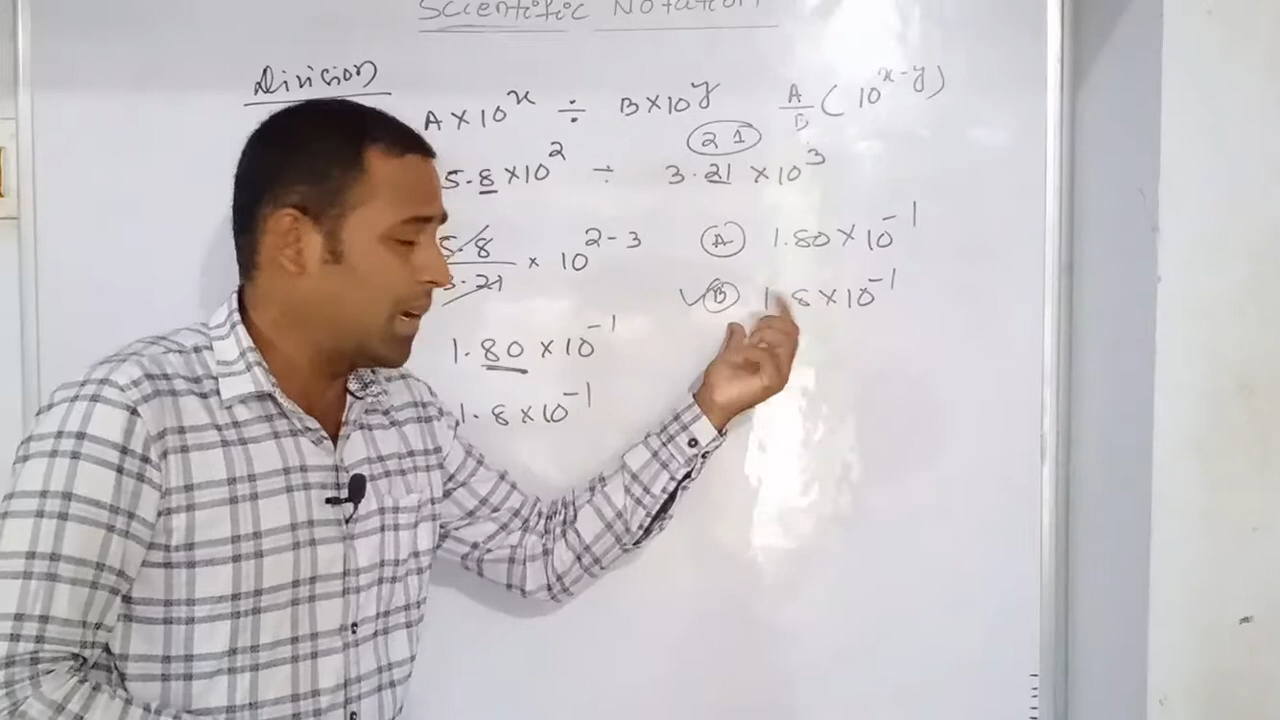 Scientific Notation
Division
A × 10^x ÷ B × 10^y A/B (10^x-y)
21
5.8 × 10^2 ÷ 3.21 × 10^3
5.8/3.21 × 10^2-3
(A) 1.80 × 10^-1
✓ (B) 1.8 × 10^-1
1.80 × 10^-1
1.8 × 10^-1